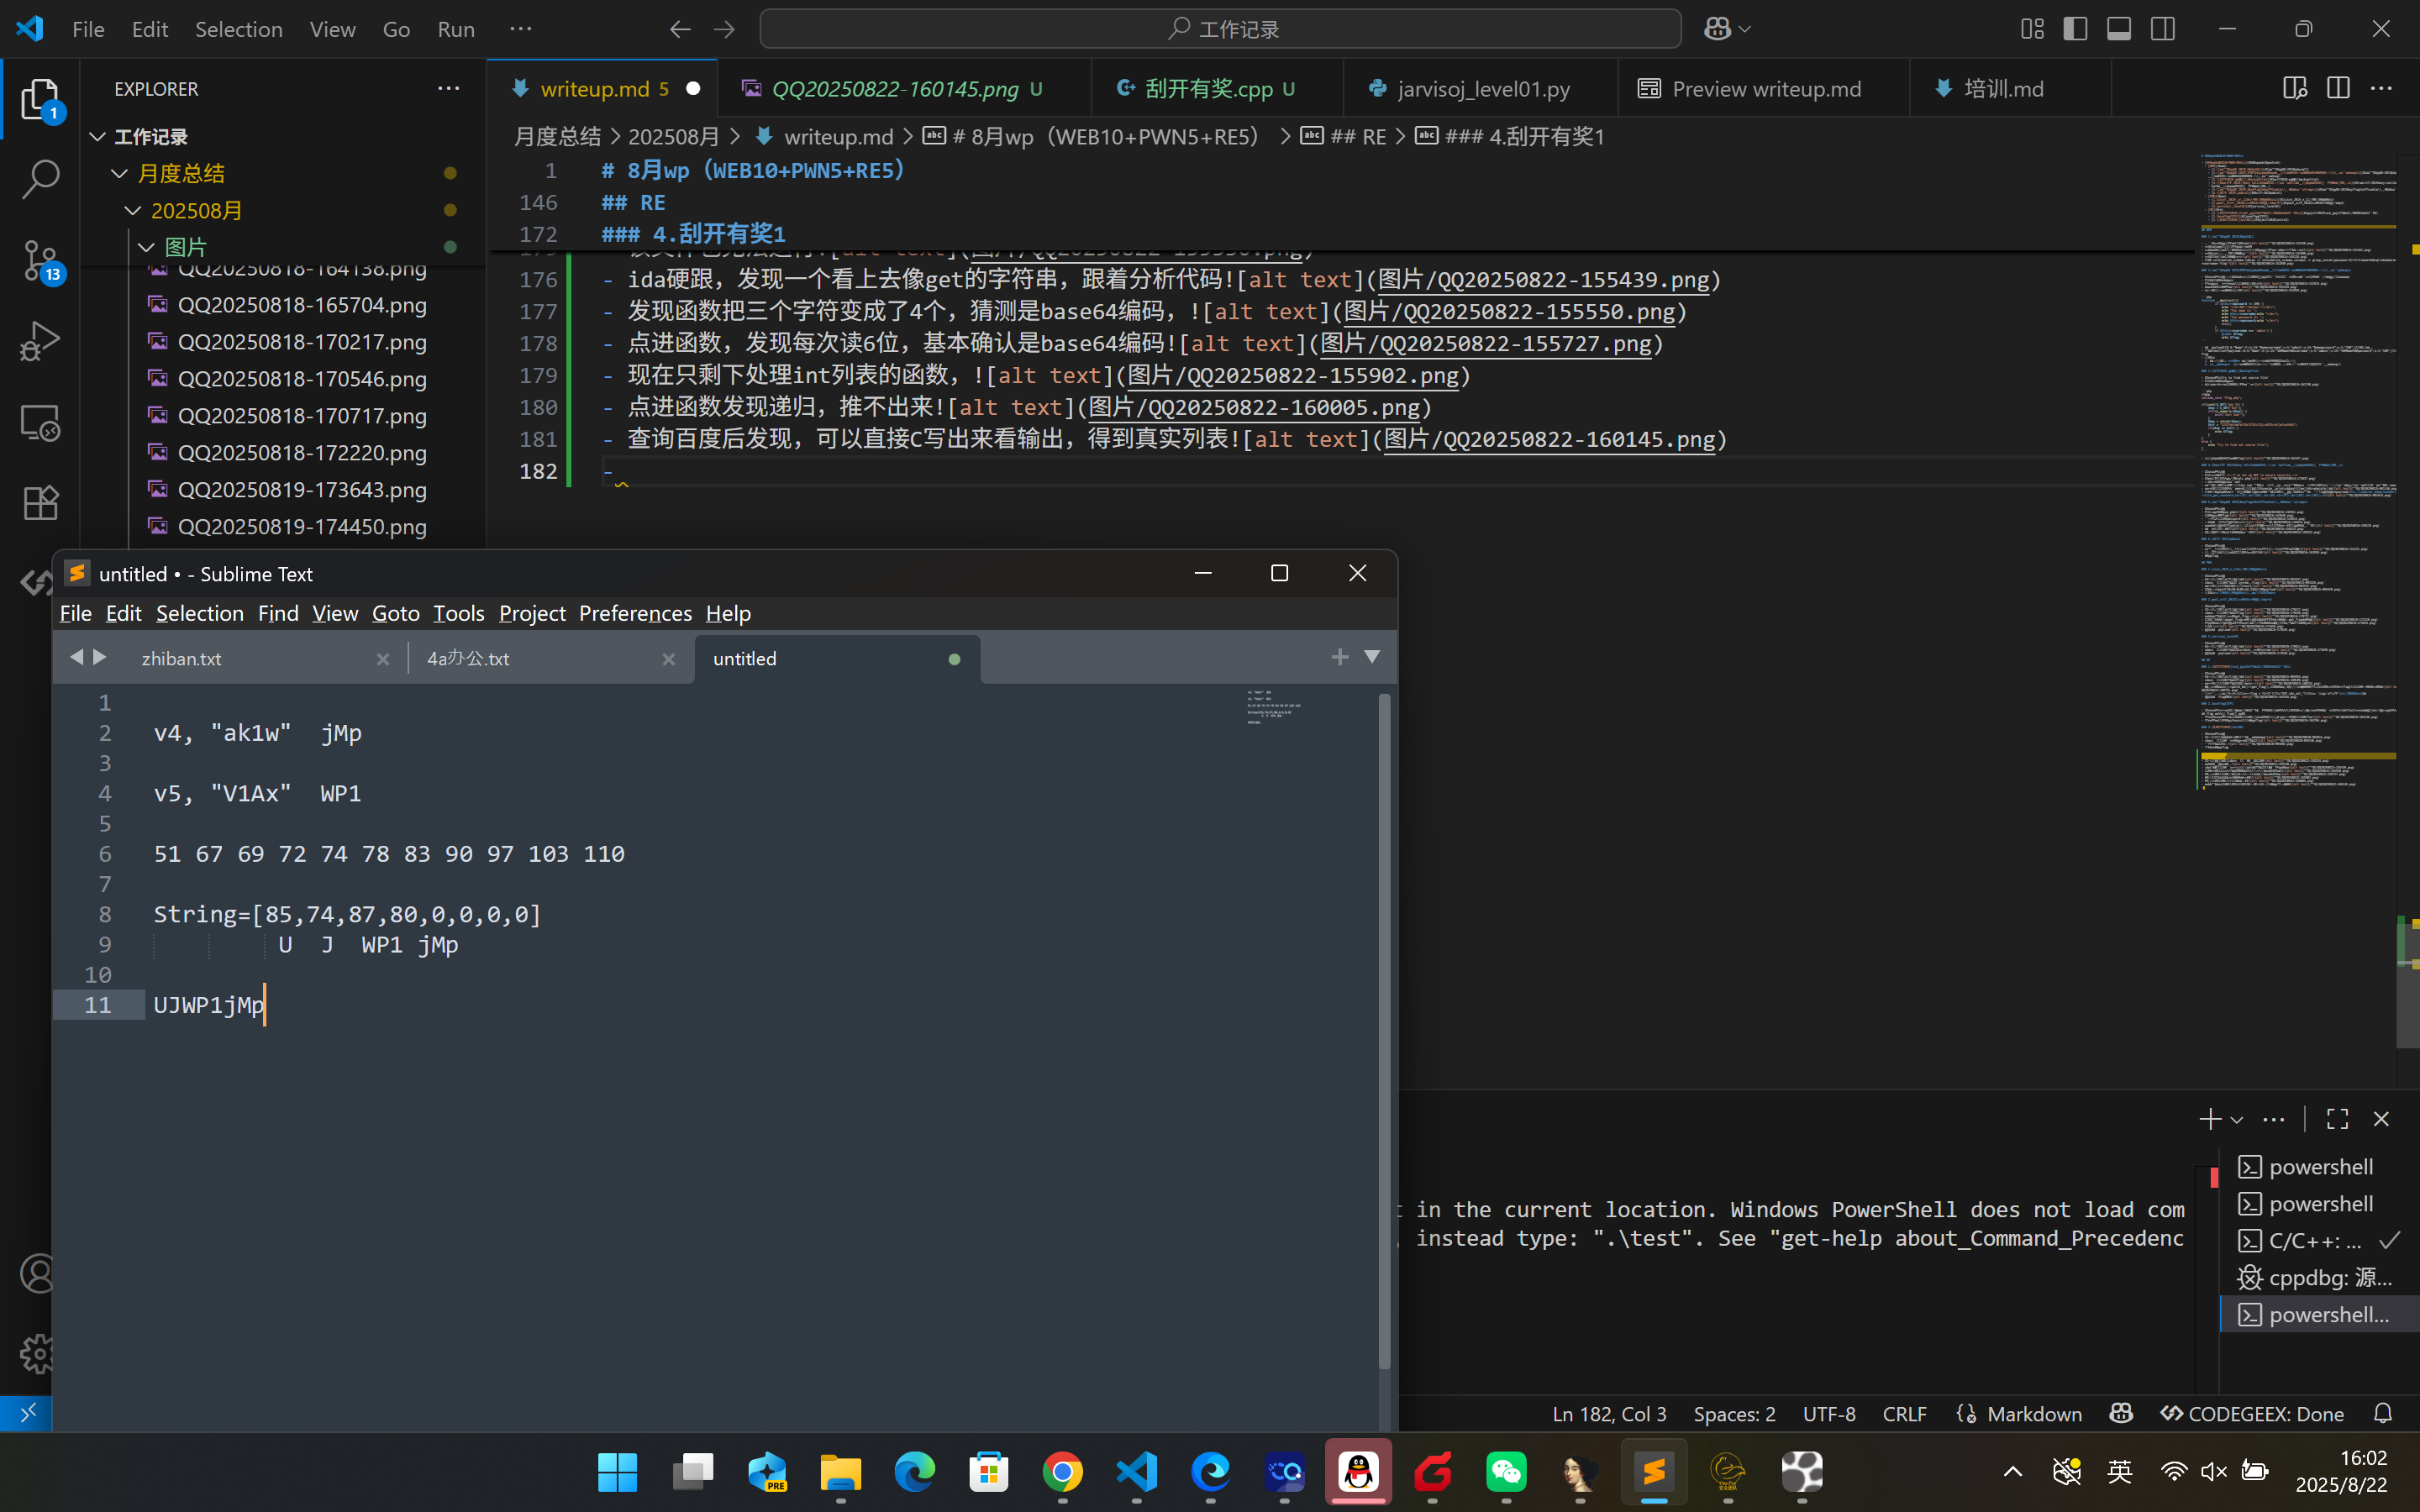 File Edit Selection View Go Run ···
工作记录
EXPLORER
writeup.md 5
QQ20250822-160145.png U
刮开有奖.cpp U
jarvisoj_level01.py
Preview writeup.md
培训.md
1
工作记录
月度总结 > 202508月 > writeup.md > # 8月wp（WEB10+PWN5+RE5） > ## RE > ### 4.刮开有奖1
月度总结
202508月
图片
QQ20250818-164138.png
QQ20250818-165704.png
QQ20250818-170217.png
QQ20250818-170546.png
QQ20250818-170717.png
QQ20250818-172220.png
QQ20250819-173643.png
QQ20250819-174450.png
13
1 # 8月wp（WEB10+PWN5+RE5）
146 ## RE
172 ### 4.刮开有奖1
176 - ida硬跟，发现一个看上去像get的字符串，跟着分析代码![alt text](图片/QQ20250822-155439.png)
177 - 发现函数把三个字符变成了4个，猜测是base64编码，![alt text](图片/QQ20250822-155550.png)
178 - 点进函数，发现每次读6位，基本确认是base64编码![alt text](图片/QQ20250822-155727.png)
179 - 现在只剩下处理int列表的函数，![alt text](图片/QQ20250822-155902.png)
180 - 点进函数发现递归，推不出来![alt text](图片/QQ20250822-160005.png)
181 - 查询百度后发现，可以直接C写出来看输出，得到真实列表![alt text](图片/QQ20250822-160145.png)
182 -
untitled • - Sublime Text
File Edit Selection Find View Goto Tools Project Preferences Help
zhiban.txt
4a办公.txt
untitled
1
2 v4, "ak1w"  jMp
3
4 v5, "V1Ax"  WP1
5
6 51 67 69 72 74 78 83 90 97 103 110
7
8 String=[85,74,87,80,0,0,0,0]
9 U  J  WP1 jMp
10
11 UJWP1jMp
in the current location. Windows PowerShell does not load com
instead type: ".\test". See "get-help about_Command_Precedenc
powershell
powershell
C/C++: ...
cppdbg: 源...
powershell...
Ln 182, Col 3
Spaces: 2
UTF-8
CRLF
Markdown
CODEGEEX: Done
PRE
英
16:02
2025/8/22